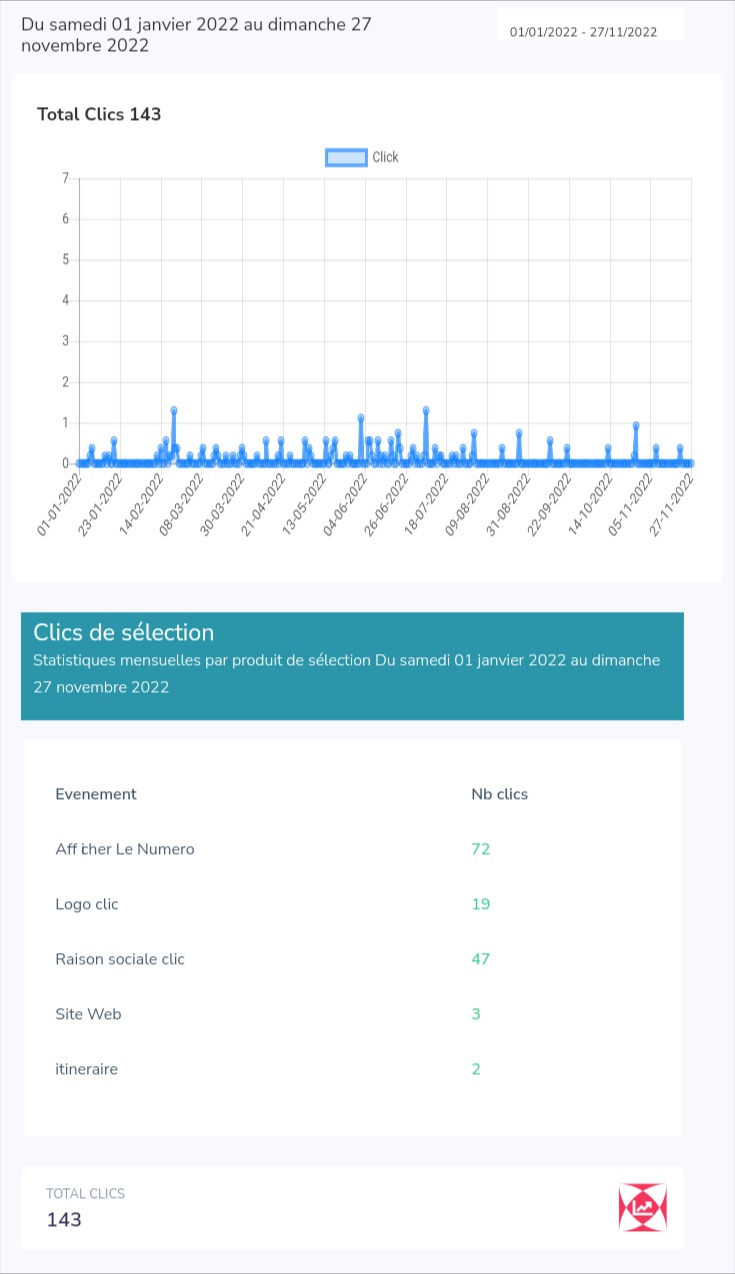 Du samedi 01 janvier 2022 au dimanche 27
novembre 2022
01/01/2022 - 27/11/2022
Total Clics 143
Click
7
6
5
4
3
2
1
0
01-01-2022
23-01-2022
14-02-2022
08-03-2022
30-03-2022
21-04-2022
13-05-2022
04-06-2022
26-06-2022
18-07-2022
09-08-2022
31-08-2022
22-09-2022
14-10-2022
05-11-2022
27-11-2022
Clics de sélection
Statistiques mensuelles par produit de sélection Du samedi 01 janvier 2022 au dimanche
27 novembre 2022
Evenement Nb clics
Afficher Le Numero 72
Logo clic 19
Raison sociale clic 47
Site Web 3
itineraire 2
TOTAL CLICS
143